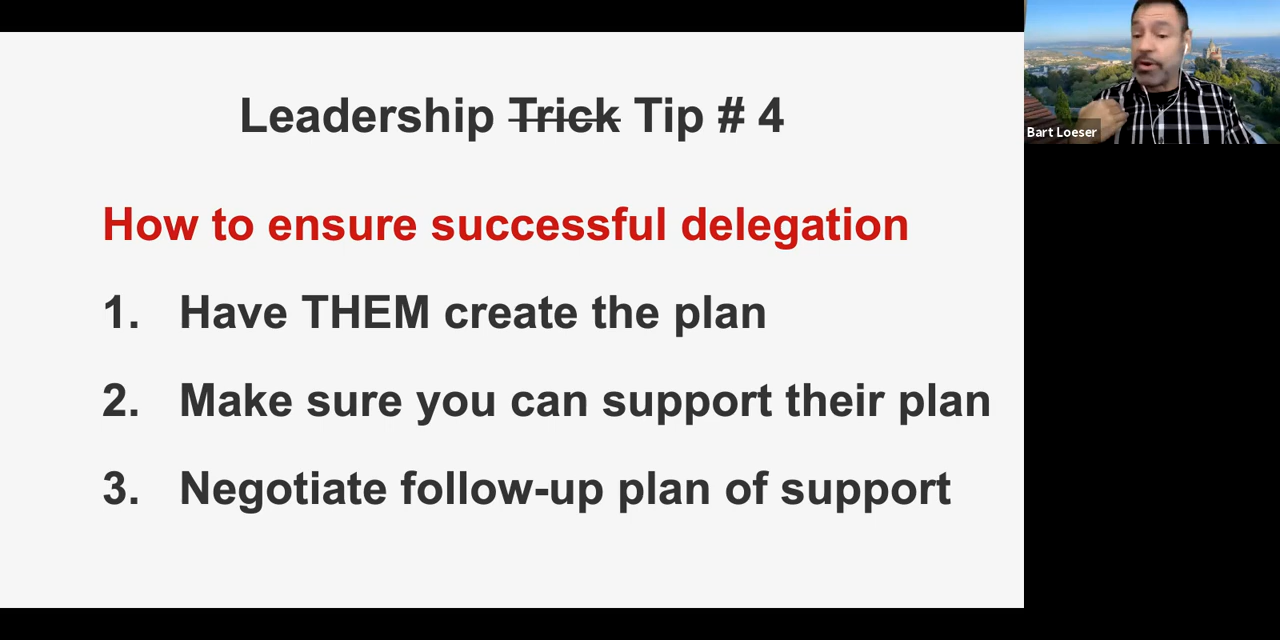 Leadership Trick Tip # 4
How to ensure successful delegation
1. Have THEM create the plan
2. Make sure you can support their plan
3. Negotiate follow-up plan of support
Bart Loeser